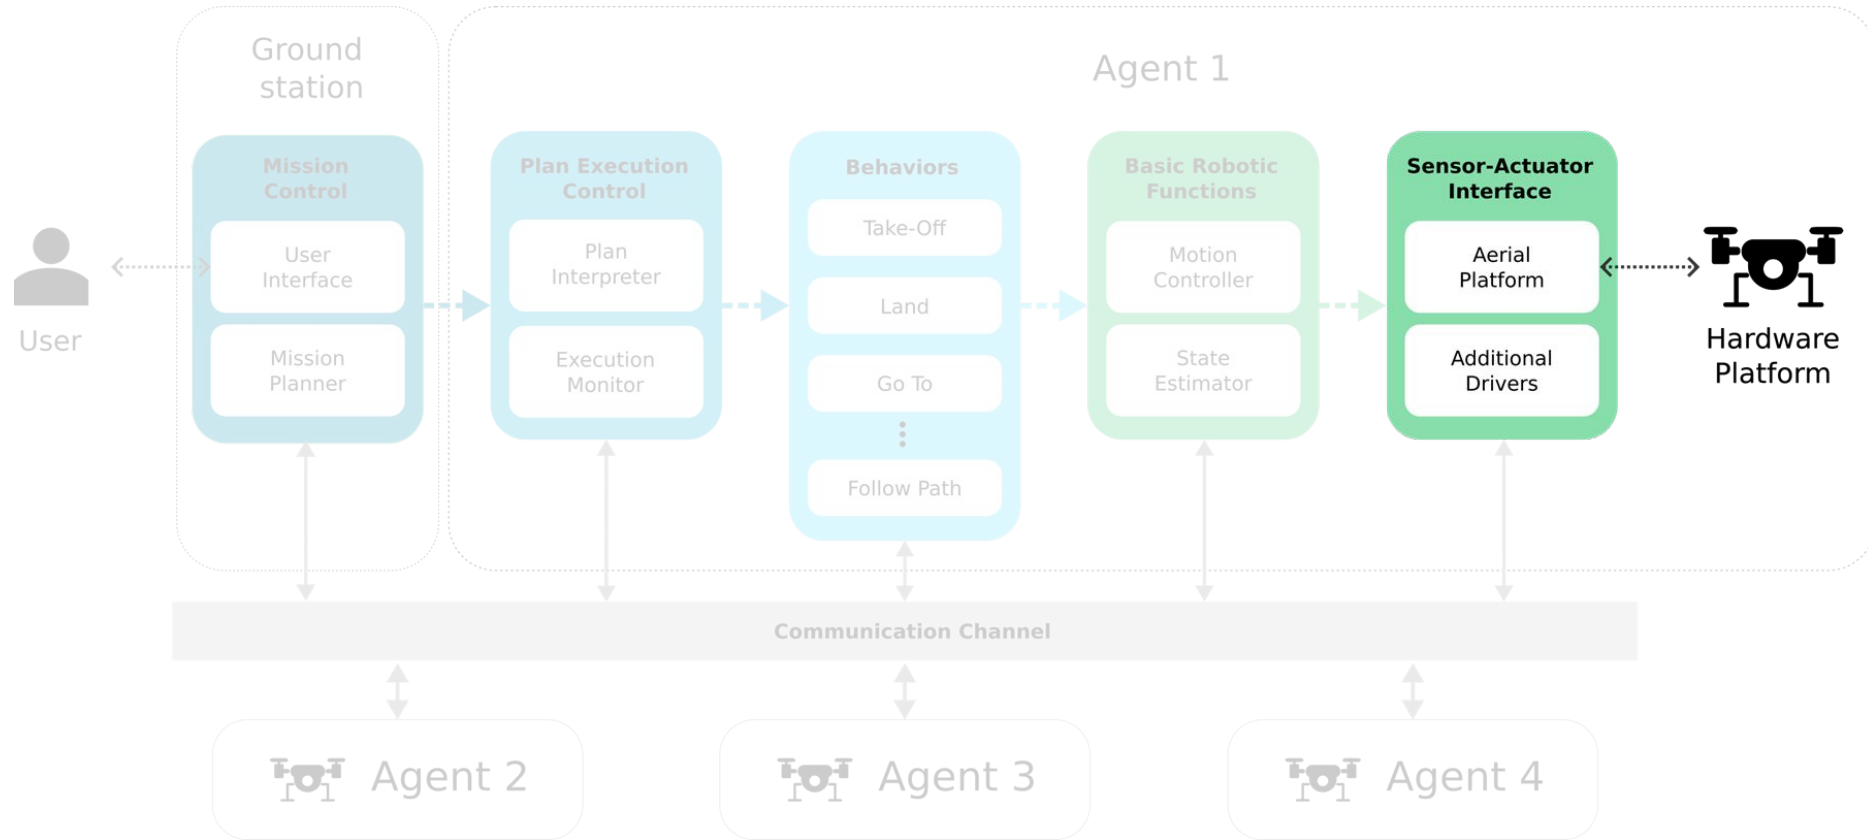 Ground
station
Agent 1
Mission
Control
User
Interface
Mission
Planner
Plan Execution
Control
Plan
Interpreter
Execution
Monitor
Behaviors
Take-Off
Land
Go To
Follow Path
Basic Robotic
Functions
Motion
Controller
State
Estimator
Sensor-Actuator
Interface
Aerial
Platform
Additional
Drivers
User
Hardware
Platform
Communication Channel
Agent 2
Agent 3
Agent 4